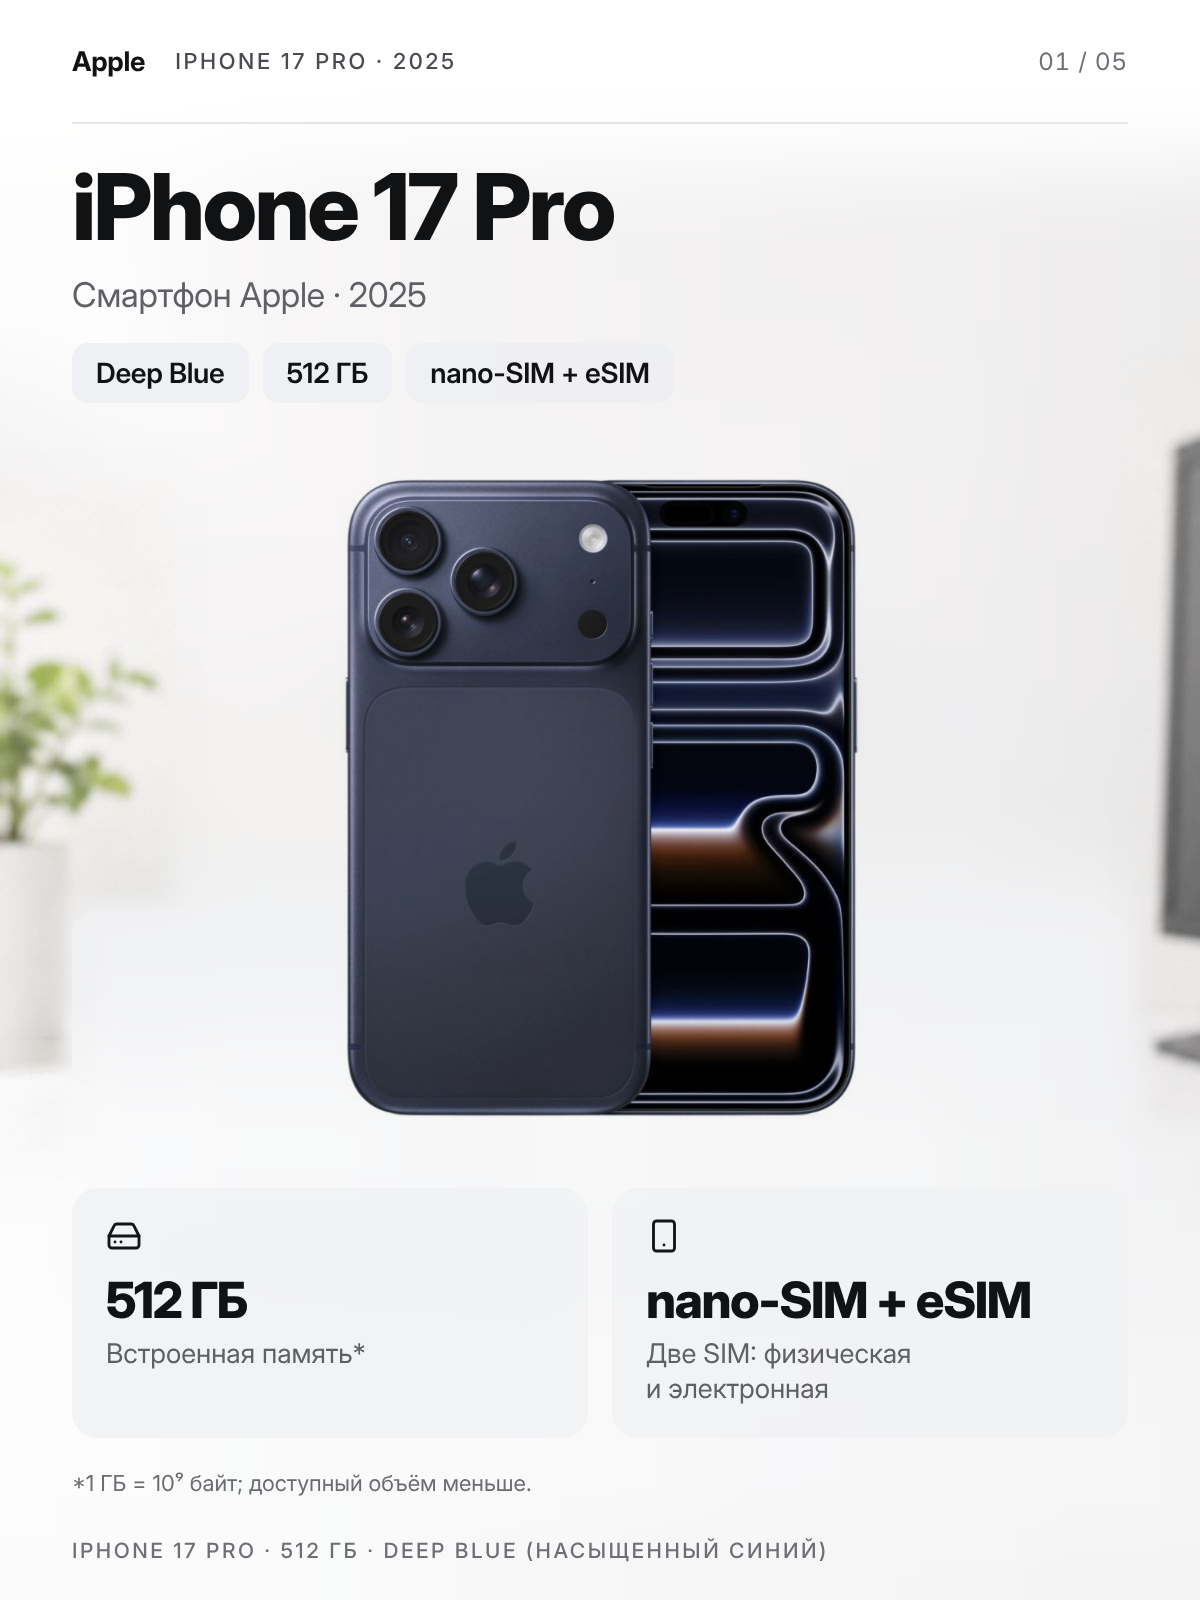 Apple IPHONE 17 PRO · 2025 01 / 05
iPhone 17 Pro
Смартфон Apple · 2025
Deep Blue 512 ГБ nano-SIM + eSIM
512 ГБ
Встроенная память*
nano-SIM + eSIM
Две SIM: физическая
и электронная
*1 ГБ = 10⁹ байт; доступный объём меньше.
IPHONE 17 PRO · 512 ГБ · DEEP BLUE (НАСЫЩЕННЫЙ СИНИЙ)